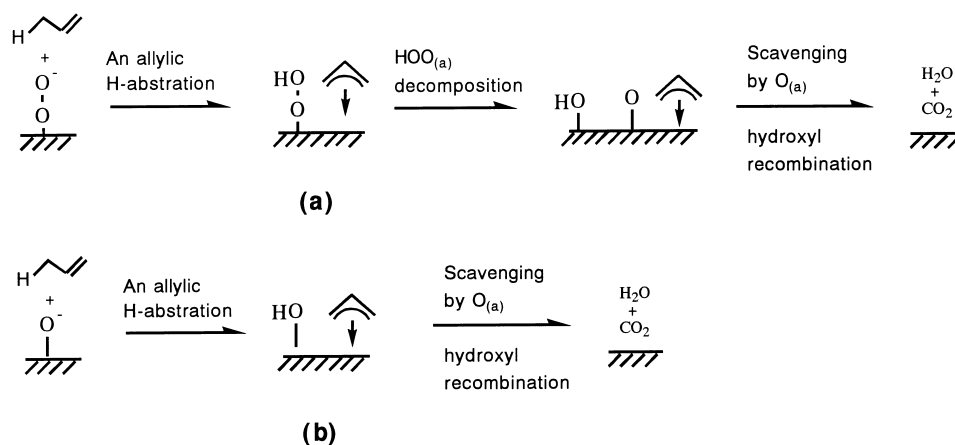 H
+
O-
O
An allylic
H-abstration
HO
O
HOO(a)
decomposition
HO
O
Scavenging
by O(a)
hydroxyl
recombination
H2O
+
CO2
(a)
H
+
O-
An allylic
H-abstration
HO
Scavenging
by O(a)
hydroxyl
recombination
H2O
+
CO2
(b)